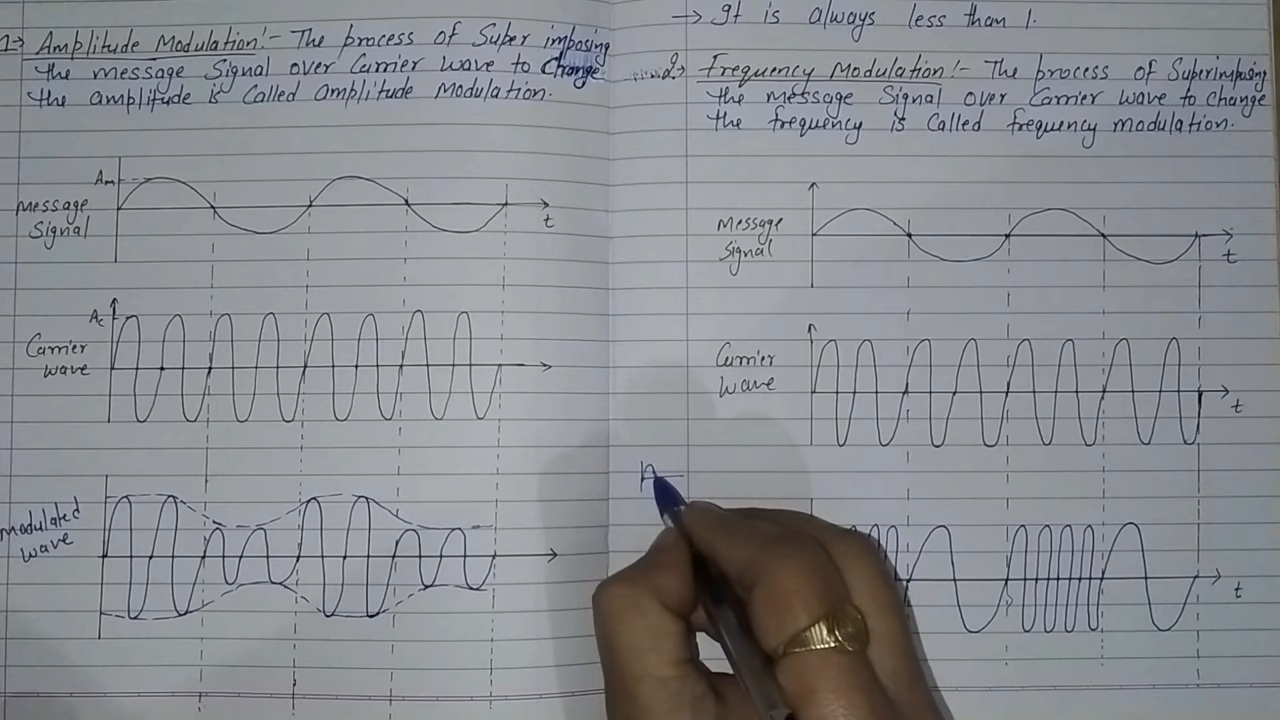 1→ Amplitude Modulation:- The process of Super imposing
the message Signal over Carrier wave to Change
the amplitude is Called amplitude Modulation.
Am
Message
Signal
t
Ac
Carrier
wave
Modulated
wave
→ It is always less than 1.
2→ Frequency Modulation:- The process of Superimposing
the message Signal over Carrier wave to change
the frequency is Called frequency modulation.
Message
Signal
t
Carrier
wave
t
t